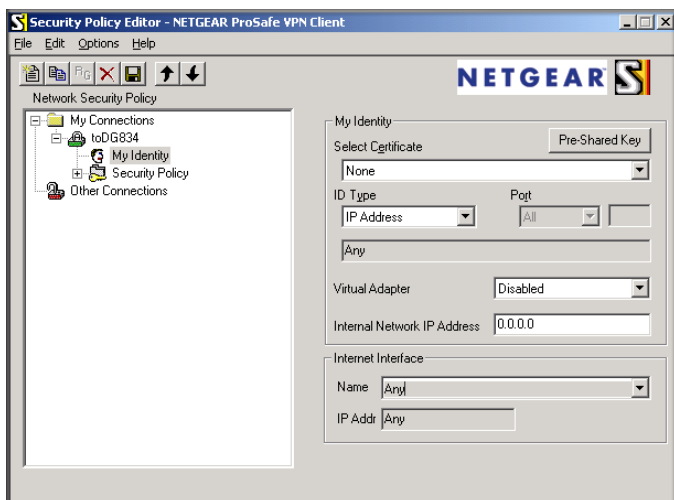 Security Policy Editor - NETGEAR ProSafe VPN Client
File Edit Options Help
NETGEAR
Network Security Policy
My Connections
toDG834
My Identity
Security Policy
Other Connections
My Identity
Select Certificate
Pre-Shared Key
None
ID Type Port
IP Address All
Any
Virtual Adapter Disabled
Internal Network IP Address 0.0.0.0
Internet Interface
Name Any
IP Addr Any